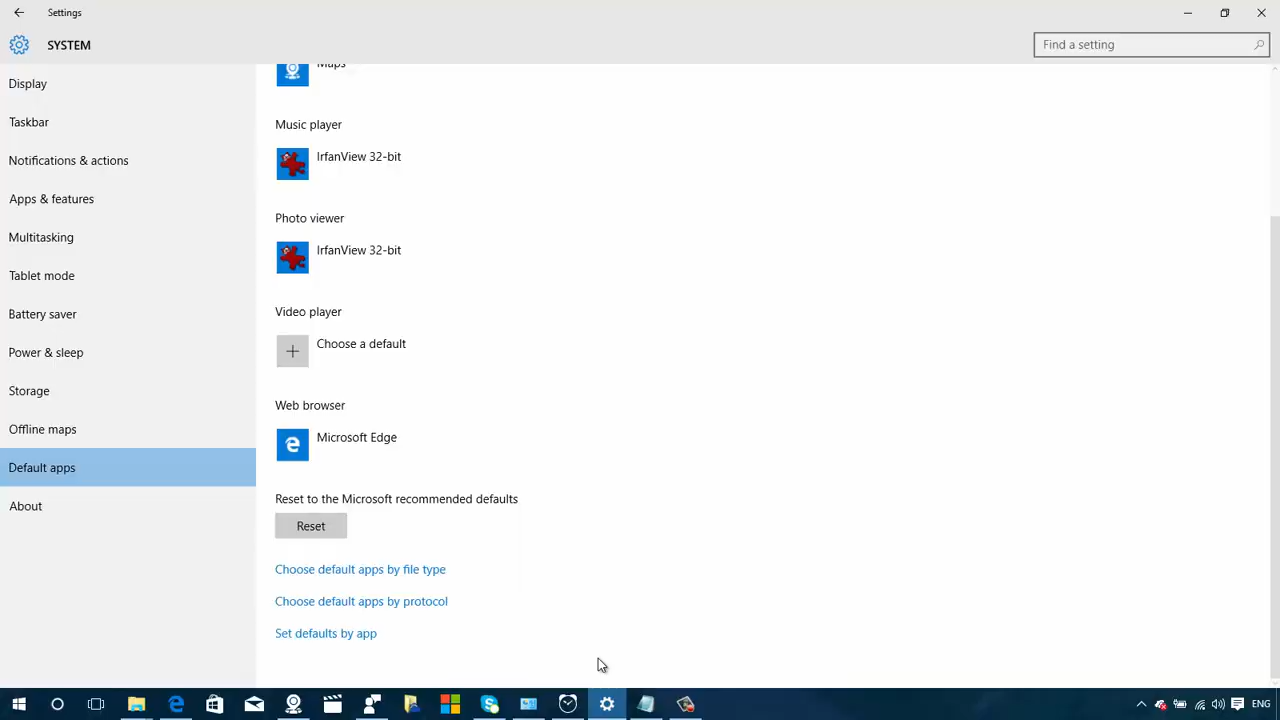 Settings
SYSTEM
Find a setting
Display
Taskbar
Notifications & actions
Apps & features
Multitasking
Tablet mode
Battery saver
Power & sleep
Storage
Offline maps
Default apps
About
Maps
Music player
IrfanView 32-bit
Photo viewer
IrfanView 32-bit
Video player
Choose a default
Web browser
Microsoft Edge
Reset to the Microsoft recommended defaults
Reset
Choose default apps by file type
Choose default apps by protocol
Set defaults by app
ENG